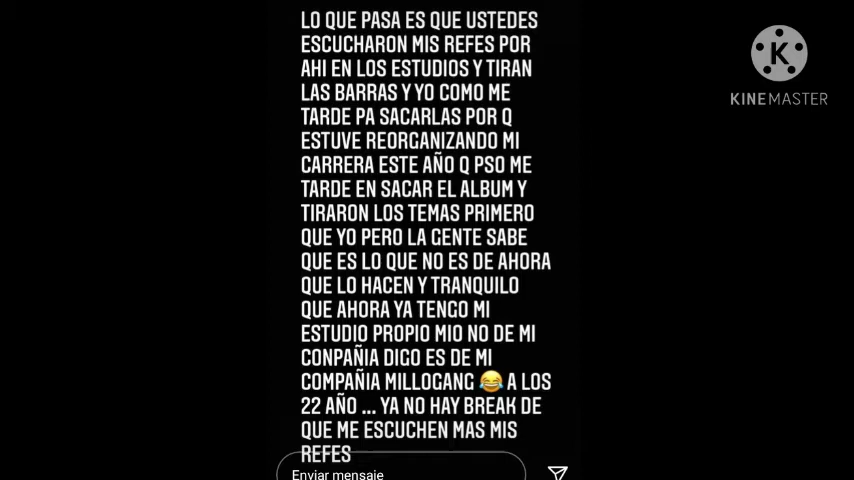 LO QUE PASA ES QUE USTEDES
ESCUCHARON MIS REFES POR
AHI EN LOS ESTUDIOS Y TIRAN
LAS BARRAS Y YO COMO ME
TARDE PA SACARLAS POR Q
ESTUVE REORGANIZANDO MI
CARRERA ESTE AÑO Q PSO ME
TARDE EN SACAR EL ALBUM Y
TIRARON LOS TEMAS PRIMERO
QUE YO PERO LA GENTE SABE
QUE ES LO QUE NO ES DE AHORA
QUE LO HACEN Y TRANQUILO
QUE AHORA YA TENGO MI
ESTUDIO PROPIO MIO NO DE MI
CONPAÑIA DIGO ES DE MI
COMPAÑIA MILLOGANG 😂 A LOS
22 AÑO ... YA NO HAY BREAK DE
QUE ME ESCUCHEN MAS MIS
REFES
Enviar mensaje
K
KINEMASTER